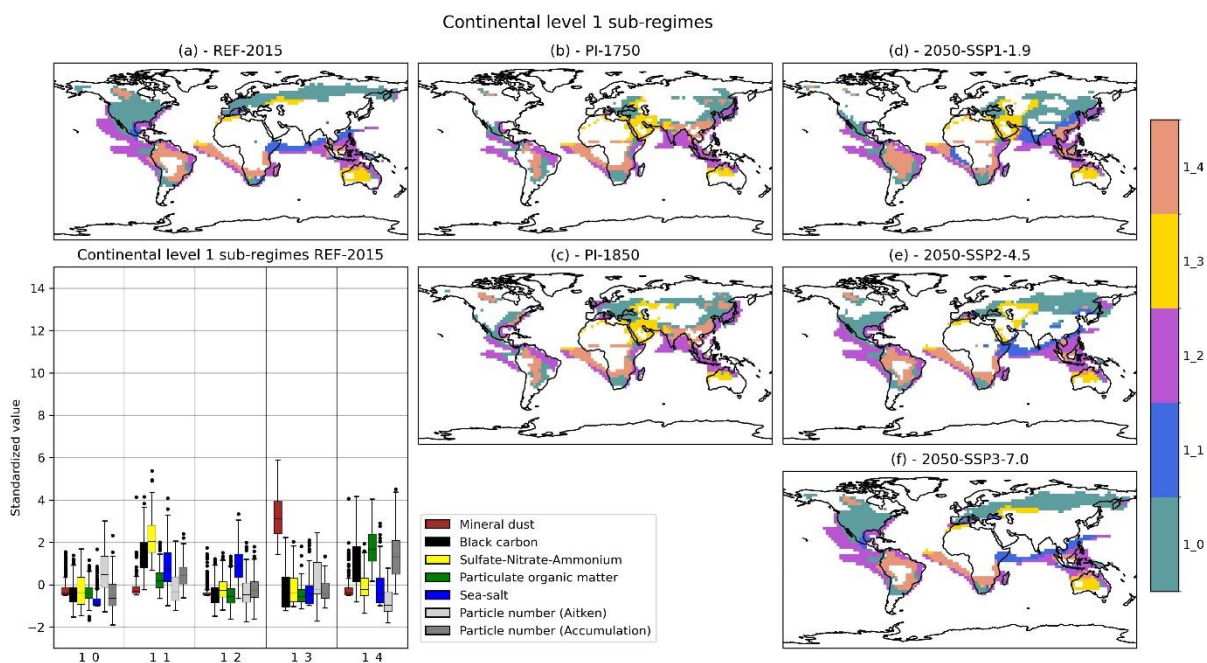 Continental level 1 sub-regimes
(a) - REF-2015
(b) - PI-1750
(d) - 2050-SSP1-1.9
Continental level 1 sub-regimes REF-2015
(c) - PI-1850
(e) - 2050-SSP2-4.5
(f) - 2050-SSP3-7.0
Standardized value
14
12
10
8
6
4
2
0
−2
1 0
1 1
1 2
1 3
1 4
Mineral dust
Black carbon
Sulfate-Nitrate-Ammonium
Particulate organic matter
Sea-salt
Particle number (Aitken)
Particle number (Accumulation)
1_4
1_3
1_2
1_1
1_0